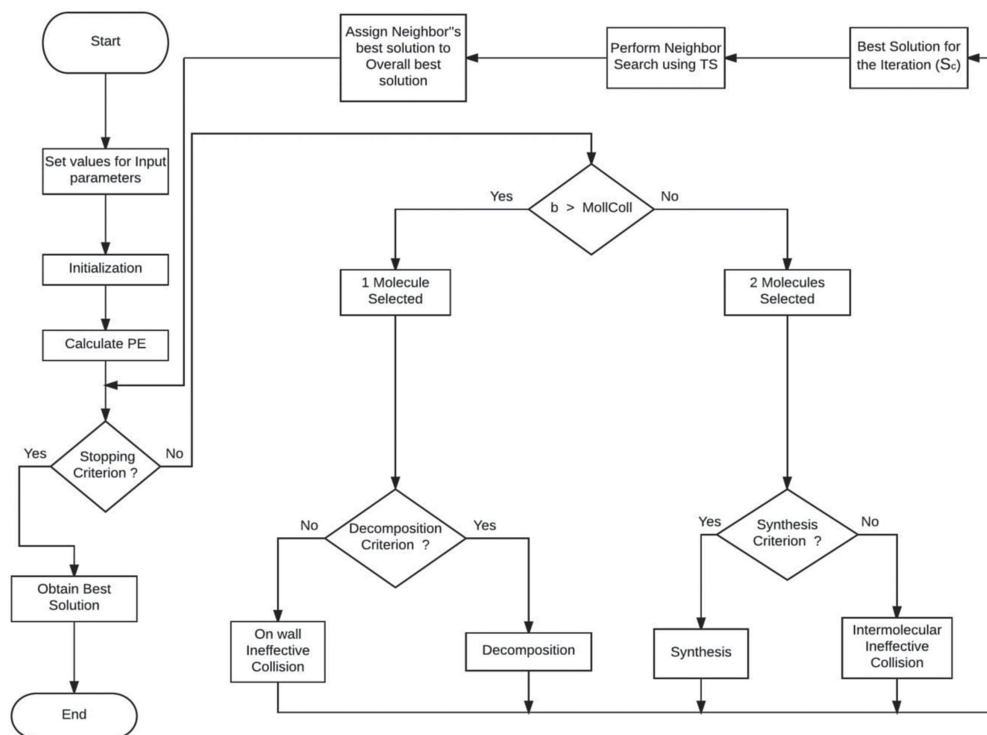 Start
Set values for Input
parameters
Initialization
Calculate PE
Yes
Stopping
Criterion ?
No
Obtain Best
Solution
End
Assign Neighbor"s
best solution to
Overall best
solution
Perform Neighbor
Search using TS
Best Solution for
the Iteration (Sc)
Yes
b > MollColl
No
1 Molecule
Selected
2 Molecules
Selected
No
Decomposition
Criterion ?
Yes
Yes
Synthesis
Criterion ?
No
On wall
Ineffective
Collision
Decomposition
Synthesis
Intermolecular
Ineffective
Collision